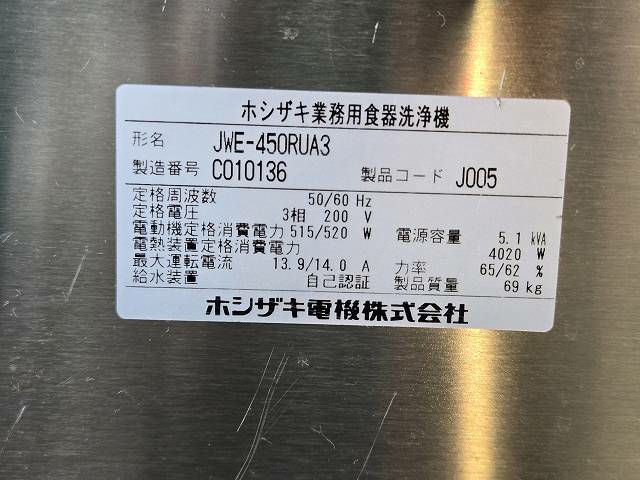 ホシザキ業務用食器洗浄機
形名 JWE-450RUA3
製造番号 C010136 製品コード J005
定格周波数 50/60 Hz
定格電圧 3相 200 V
電動機定格消費電力 515/520 W 電源容量 5.1 kVA
電熱装置定格消費電力 4020 W
最大運転電流 13.9/14.0 A 力率 65/62 %
給水装置 自己認証 製品質量 69 kg
ホシザキ電機株式会社